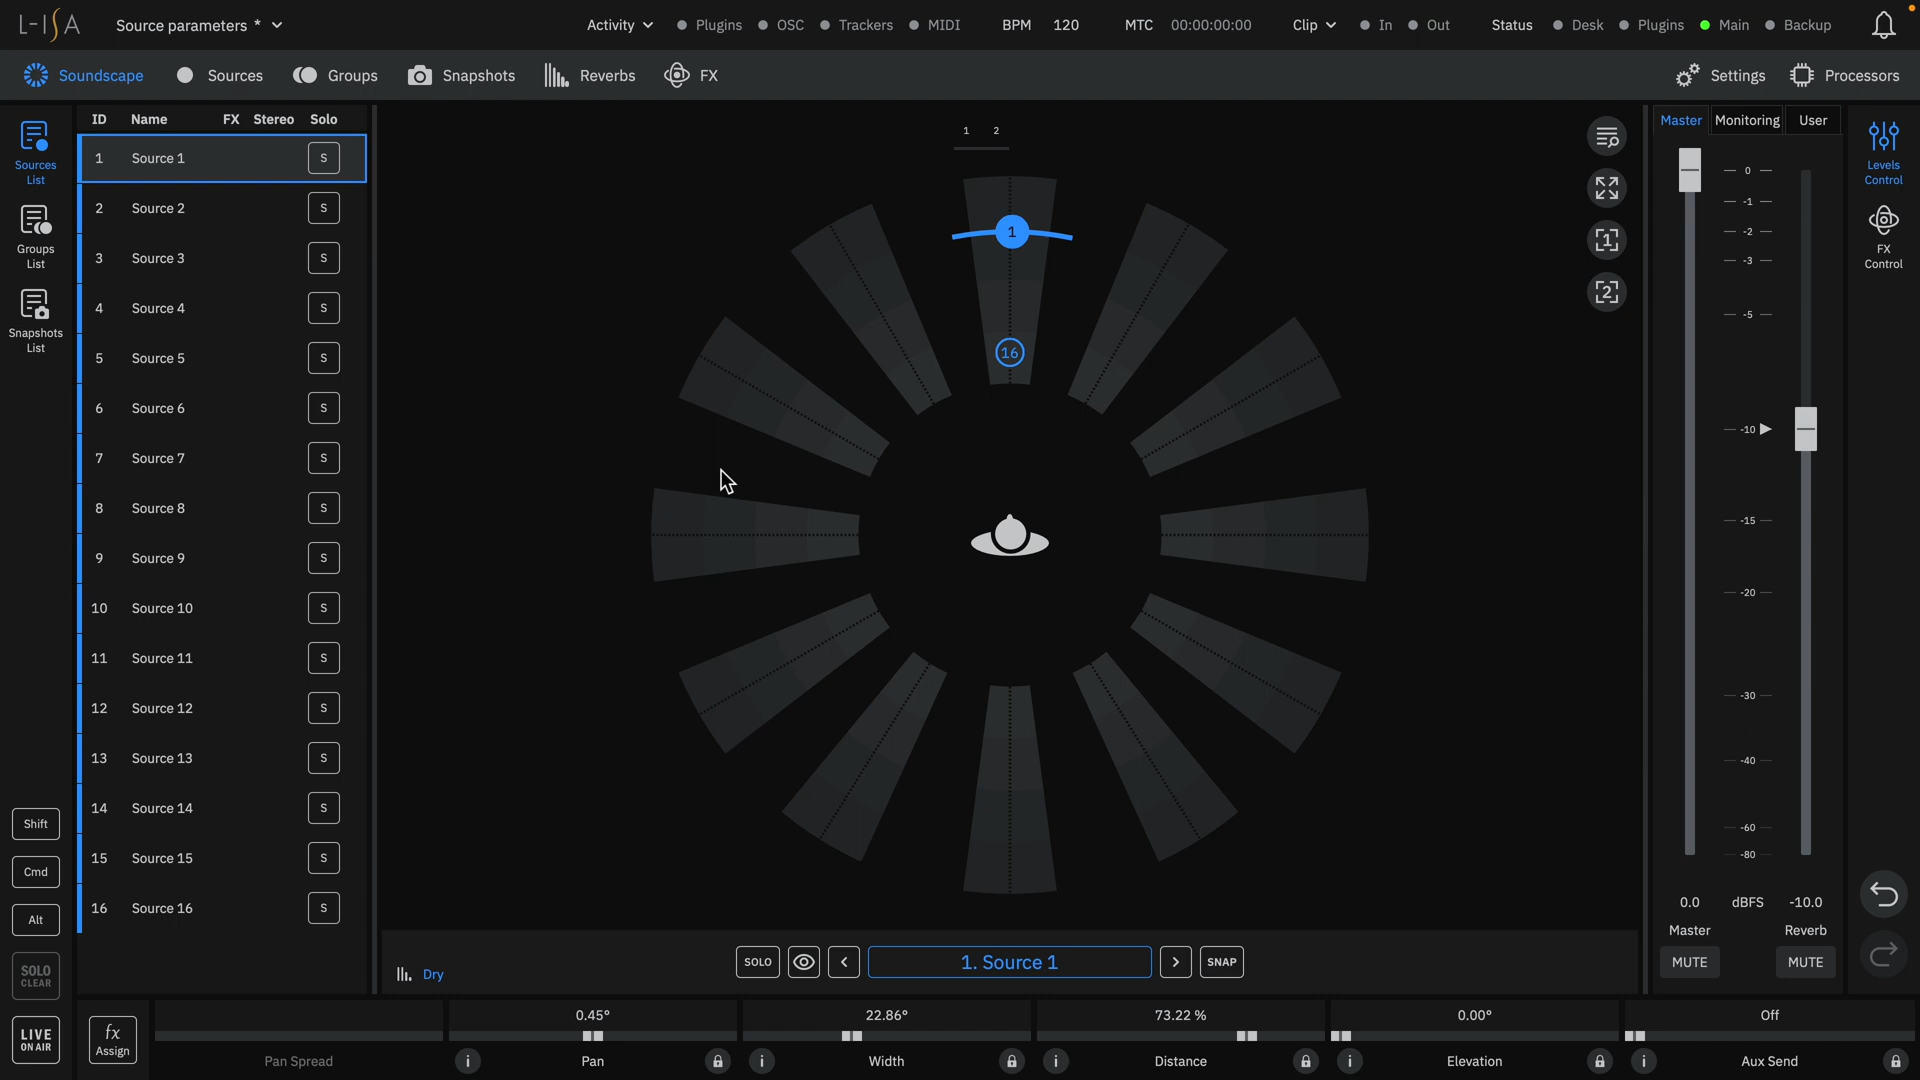 L-ISA
Source parameters *
Activity
Plugins
OSC
Trackers
MIDI
BPM 120
MTC 00:00:00:00
Clip
In
Out
Status
Desk
Plugins
Main
Backup
Soundscape
Sources
Groups
Snapshots
Reverbs
FX
Settings
Processors
Sources List
Groups List
Snapshots List
Shift
Cmd
Alt
SOLO CLEAR
LIVE ON AIR
ID Name FX Stereo Solo
1 Source 1 S
2 Source 2 S
3 Source 3 S
4 Source 4 S
5 Source 5 S
6 Source 6 S
7 Source 7 S
8 Source 8 S
9 Source 9 S
10 Source 10 S
11 Source 11 S
12 Source 12 S
13 Source 13 S
14 Source 14 S
15 Source 15 S
16 Source 16 S
1 2
1
16
1
2
Dry
SOLO
1. Source 1
SNAP
Master Monitoring User
0
-1
-2
-3
-5
-10
-15
-20
-30
-40
-60
-80
0.0 dBFS -10.0
Master Reverb
MUTE MUTE
Levels Control
FX Control
fx Assign
Pan Spread
0.45°
Pan
22.86°
Width
73.22 %
Distance
0.00°
Elevation
Off
Aux Send